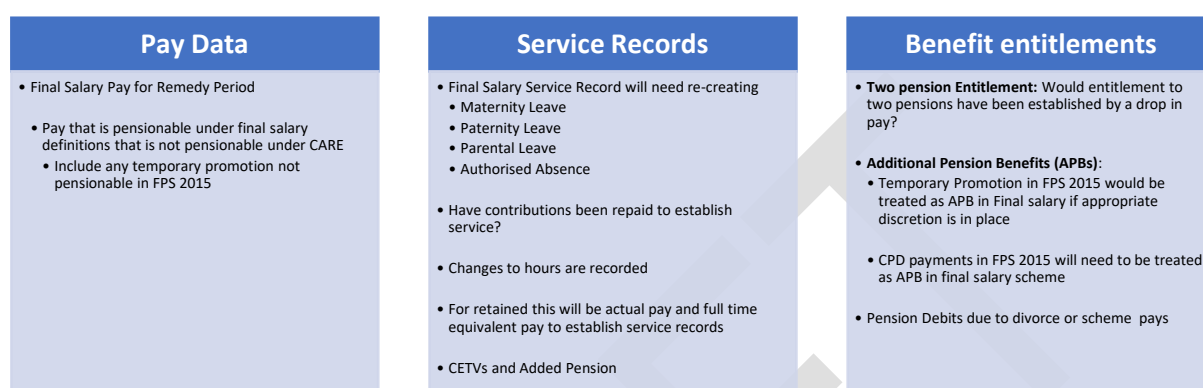 Pay Data
• Final Salary Pay for Remedy Period
• Pay that is pensionable under final salary
definitions that is not pensionable under CARE
• Include any temporary promotion not
pensionable in FPS 2015
Service Records
• Final Salary Service Record will need re-creating
• Maternity Leave
• Paternity Leave
• Parental Leave
• Authorised Absence
• Have contributions been repaid to establish
service?
• Changes to hours are recorded
• For retained this will be actual pay and full time
equivalent pay to establish service records
• CETVs and Added Pension
Benefit entitlements
• Two pension Entitlement: Would entitlement to
two pensions have been established by a drop in
pay?
• Additional Pension Benefits (APBs):
• Temporary Promotion in FPS 2015 would be
treated as APB in Final salary if appropriate
discretion is in place
• CPD payments in FPS 2015 will need to be treated
as APB in final salary scheme
• Pension Debits due to divorce or scheme pays